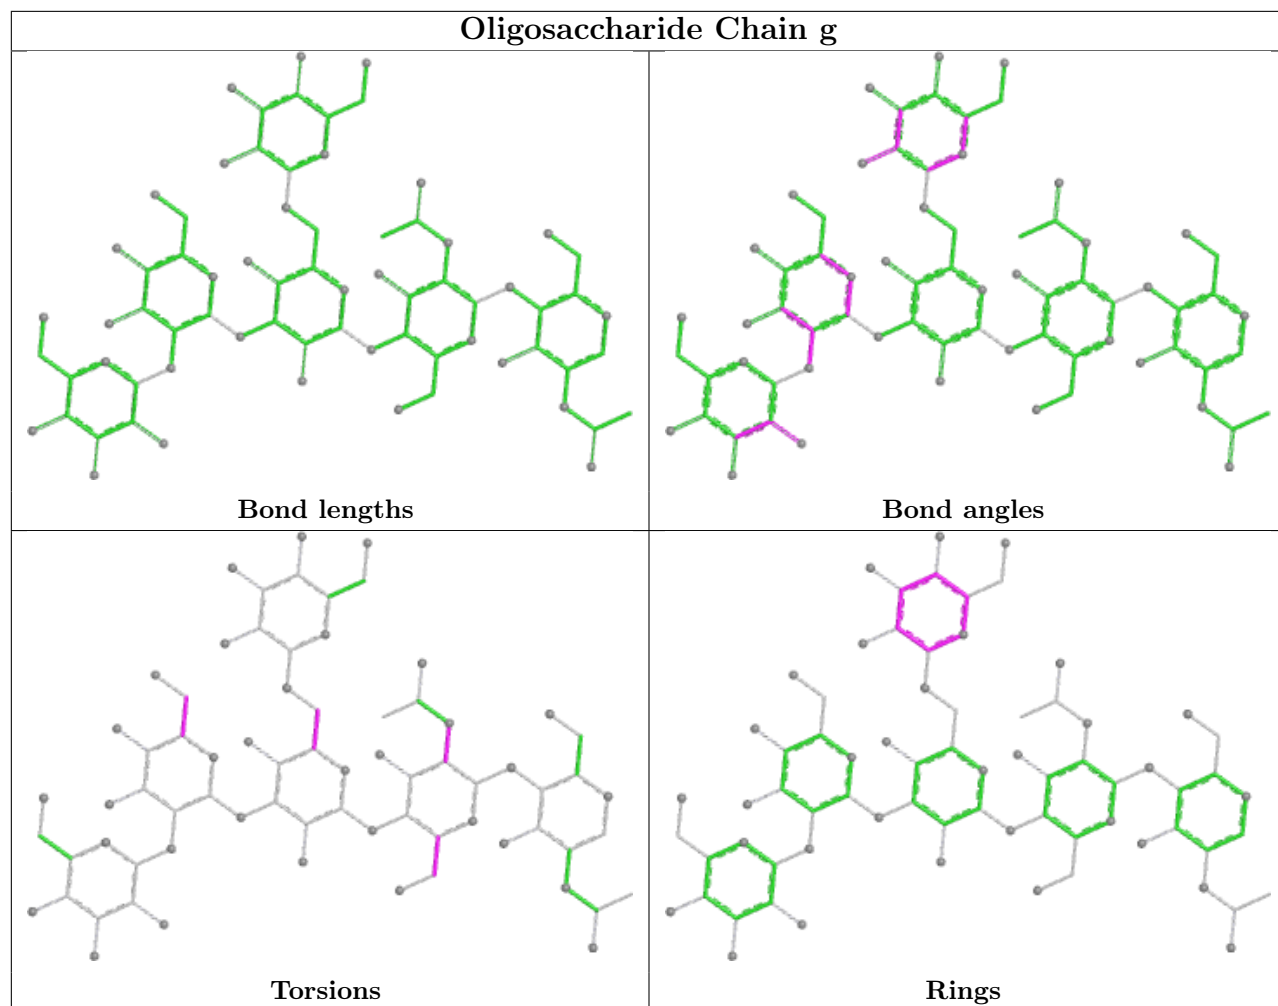 Oligosaccharide Chain g
Bond lengths
Bond angles
Torsions
Rings